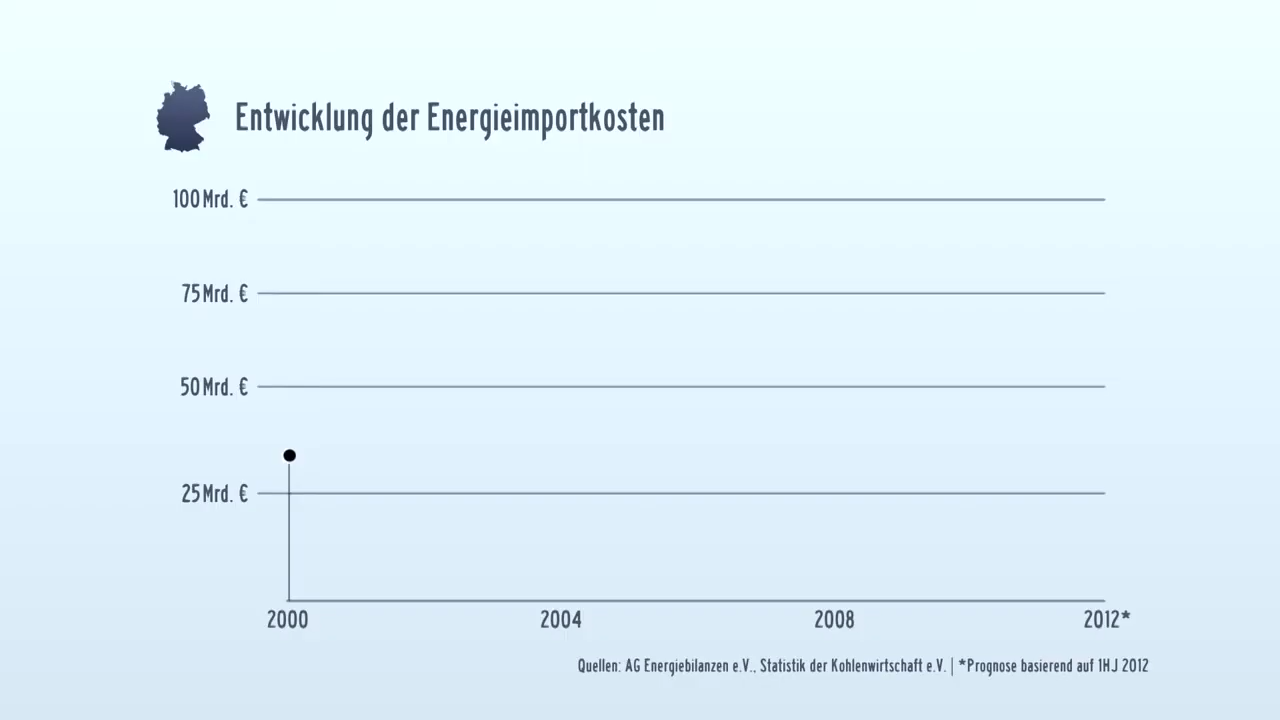 Entwicklung der Energieimportkosten
100 Mrd. €
75 Mrd. €
50 Mrd. €
25 Mrd. €
2000 2004 2008 2012*
Quellen: AG Energiebilanzen e.V., Statistik der Kohlenwirtschaft e.V. | *Prognose basierend auf 1HJ 2012